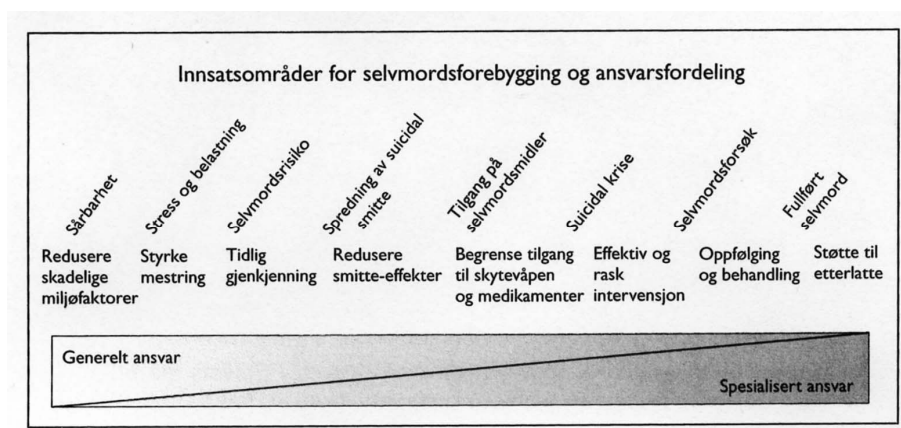 Innsatsområder for selvmordsforebygging og ansvarsfordeling
Sårbarhet
Stress og belastning
Selvmordsrisiko
Spredning av suicidal
smitte
Tilgang på
selvmordsmidler
Suicidal krise
Selvmordsforsøk
Fullført
selvmord
Redusere
skadelige
miljøfaktorer
Styrke
mestring
Tidlig
gjenkjenning
Redusere
smitte-effekter
Begrense tilgang
til skytevåpen
og medikamenter
Effektiv og
rask
intervensjon
Oppfølging
og behandling
Støtte til
etterlatte
Generelt ansvar
Spesialisert ansvar